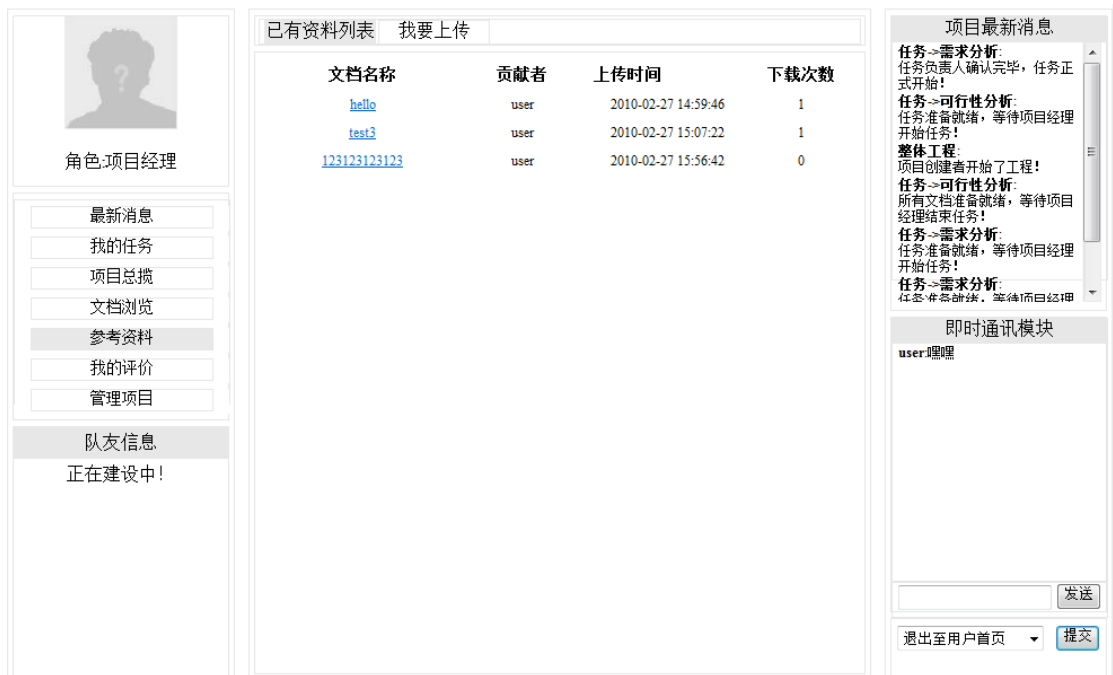 角色:项目经理
最新消息
我的任务
项目总揽
文档浏览
参考资料
我的评价
管理项目
队友信息
正在建设中!
已有资料列表 我要上传
文档名称 贡献者 上传时间 下载次数
hello user 2010-02-27 14:59:46 1
test3 user 2010-02-27 15:07:22 1
123123123123 user 2010-02-27 15:56:42 0
项目最新消息
任务->需求分析:
任务负责人确认完毕，任务正
式开始!
任务->可行性分析:
任务准备就绪，等待项目经理
开始任务!
整体工程:
项目创建者开始了工程!
任务->可行性分析:
所有文档准备就绪，等待项目
经理结束任务!
任务->需求分析:
任务准备就绪，等待项目经理
开始任务!
任务->需求分析:
任务准备就绪，等待项目经理
即时通讯模块
user:嘿嘿
发送
退出至用户首页 提交